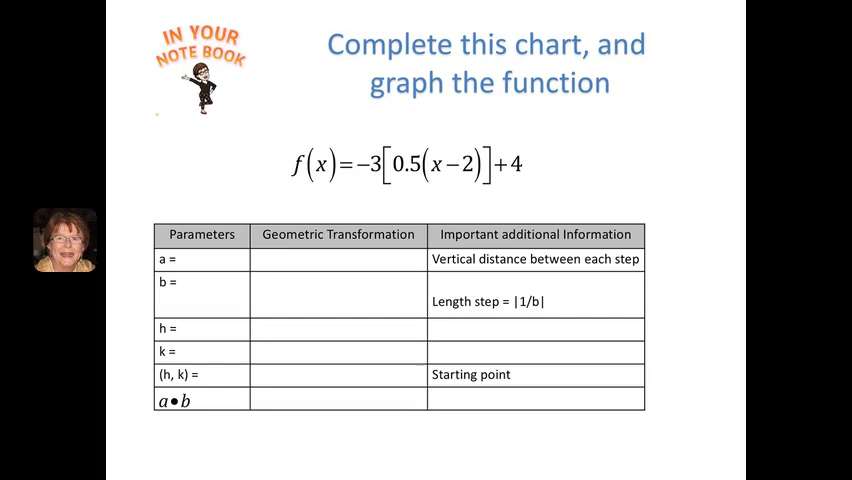 IN YOUR
NOTE BOOK
Complete this chart, and
graph the function
f(x)=−3[0.5(x−2)]+4
Parameters Geometric Transformation Important additional Information
a = Vertical distance between each step
b =
Length step = |1/b|
h =
k =
(h, k) = Starting point
a•b